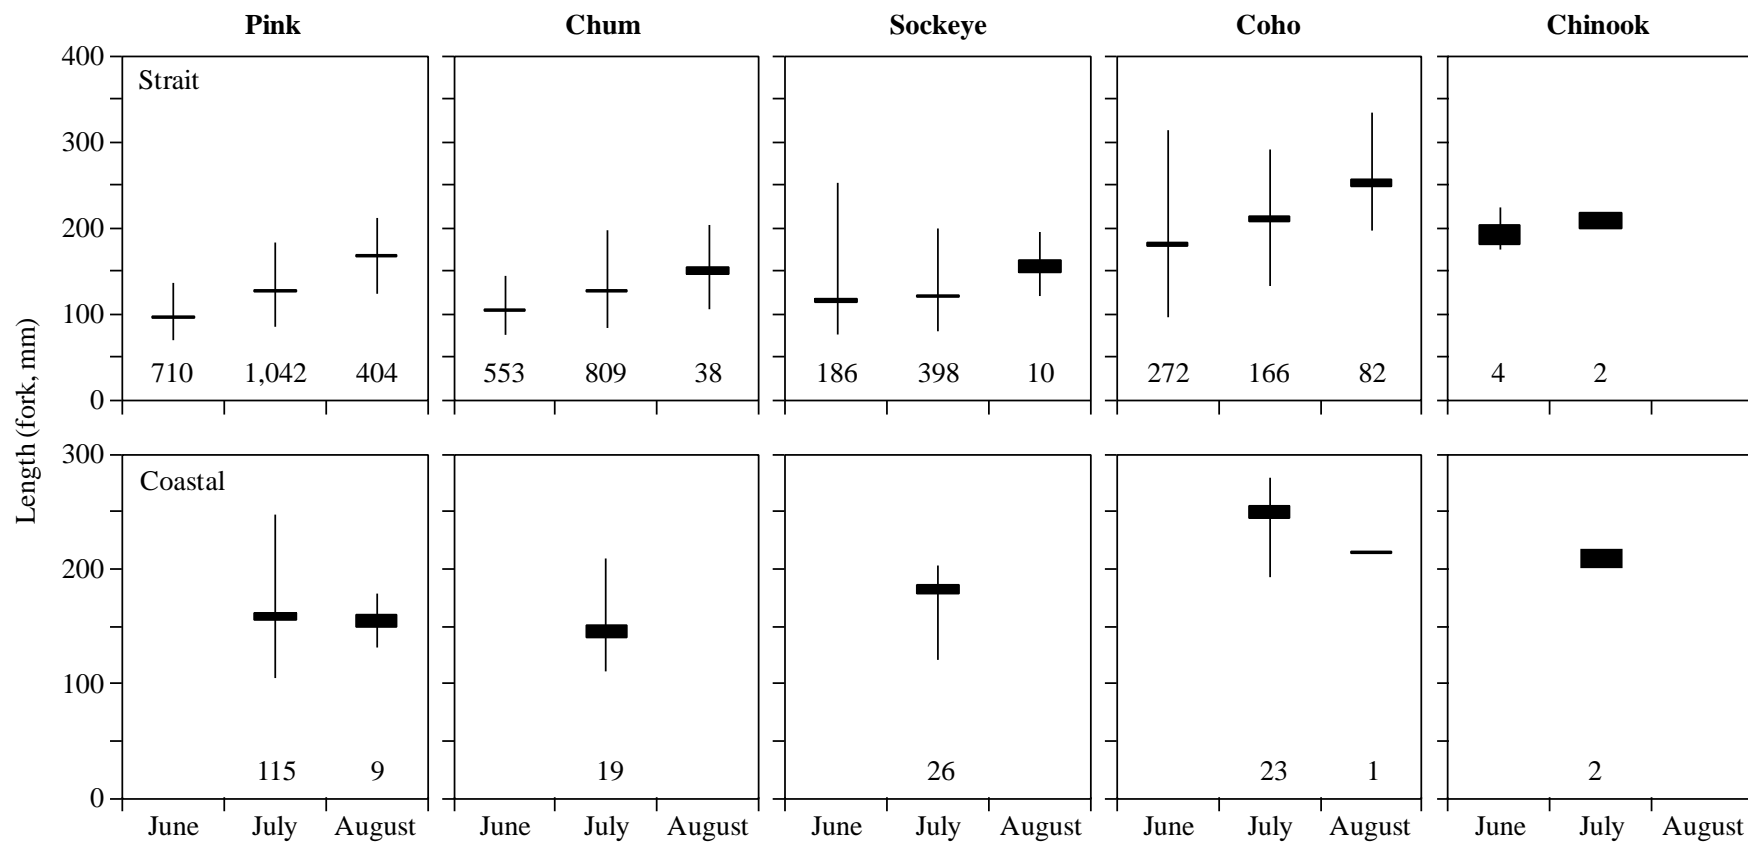 Pink Chum Sockeye Coho Chinook
400
Strait
300
200
100
710 1,042 404 553 809 38 186 398 10 272 166 82 4 2
0
Length (fork, mm)
300
Coastal
200
100
115 9 19 26 23 1 2
0
June July August June July August June July August June July August June July August